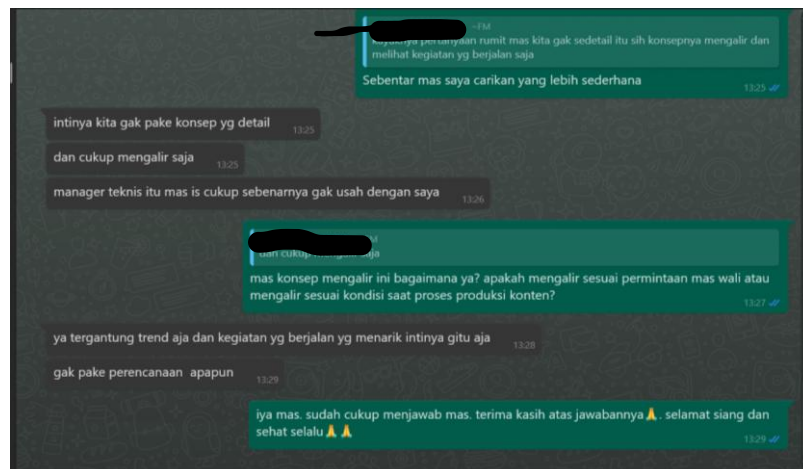 ~FM
kayaknya pertanyaan rumit mas kita gak sedetail itu sih konsepnya mengalir dan
melihat kegiatan yg berjalan saja
Sebentar mas saya carikan yang lebih sederhana
13:25
intinya kita gak pake konsep yg detail
13:25
dan cukup mengalir saja
13:25
manager teknis itu mas is cukup sebenarnya gak usah dengan saya
13:26
dan cukup mengalir saja
mas konsep mengalir ini bagaimana ya? apakah mengalir sesuai permintaan mas wali atau
mengalir sesuai kondisi saat proses produksi konten?
13:27
ya tergantung trend aja dan kegiatan yg berjalan yg menarik intinya gitu aja
13:28
gak pake perencanaan apapun
13:29
iya mas. sudah cukup menjawab mas. terima kasih atas jawabannya🙏. selamat siang dan
sehat selalu🙏🙏
13:29